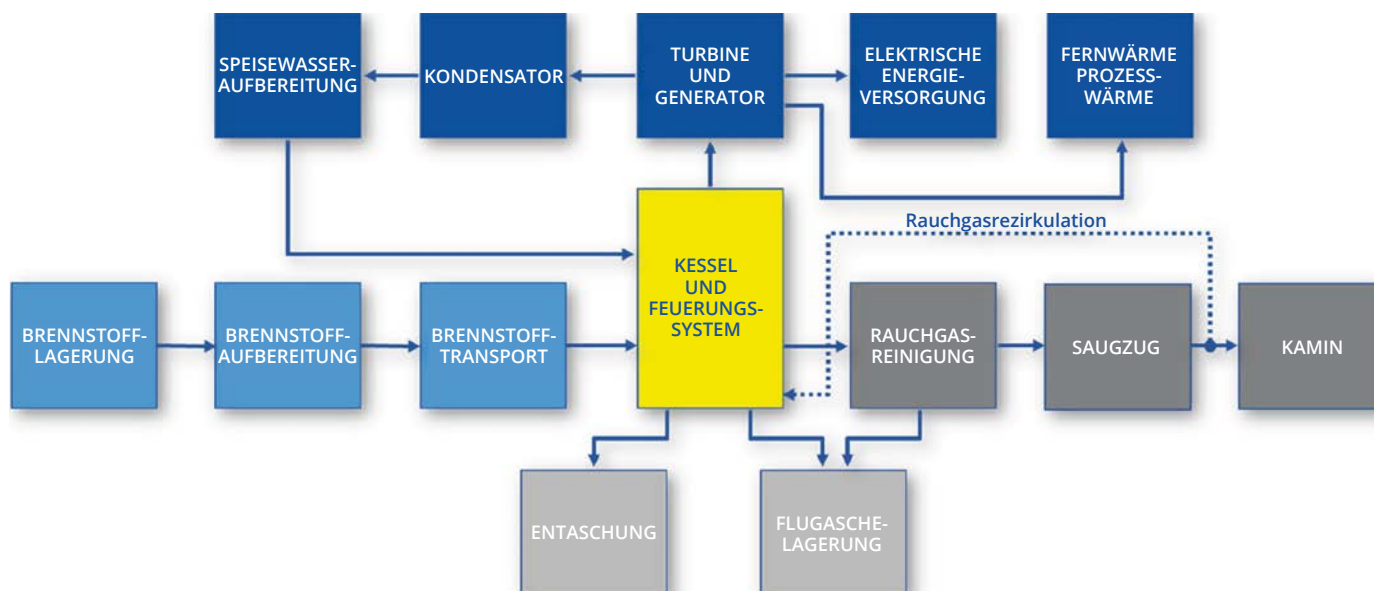 SPEISEWASSER-
AUFBEREITUNG
KONDENSATOR
TURBINE
UND
GENERATOR
ELEKTRISCHE
ENERGIE-
VERSORGUNG
FERNWÄRME
PROZESS-
WÄRME
Rauchgasrezirkulation
BRENNSTOFF-
LAGERUNG
BRENNSTOFF-
AUFBEREITUNG
BRENNSTOFF-
TRANSPORT
KESSEL
UND
FEUERUNGS-
SYSTEM
RAUCHGAS-
REINIGUNG
SAUGZUG
KAMIN
ENTASCHUNG
FLUGASCHE-
LAGERUNG